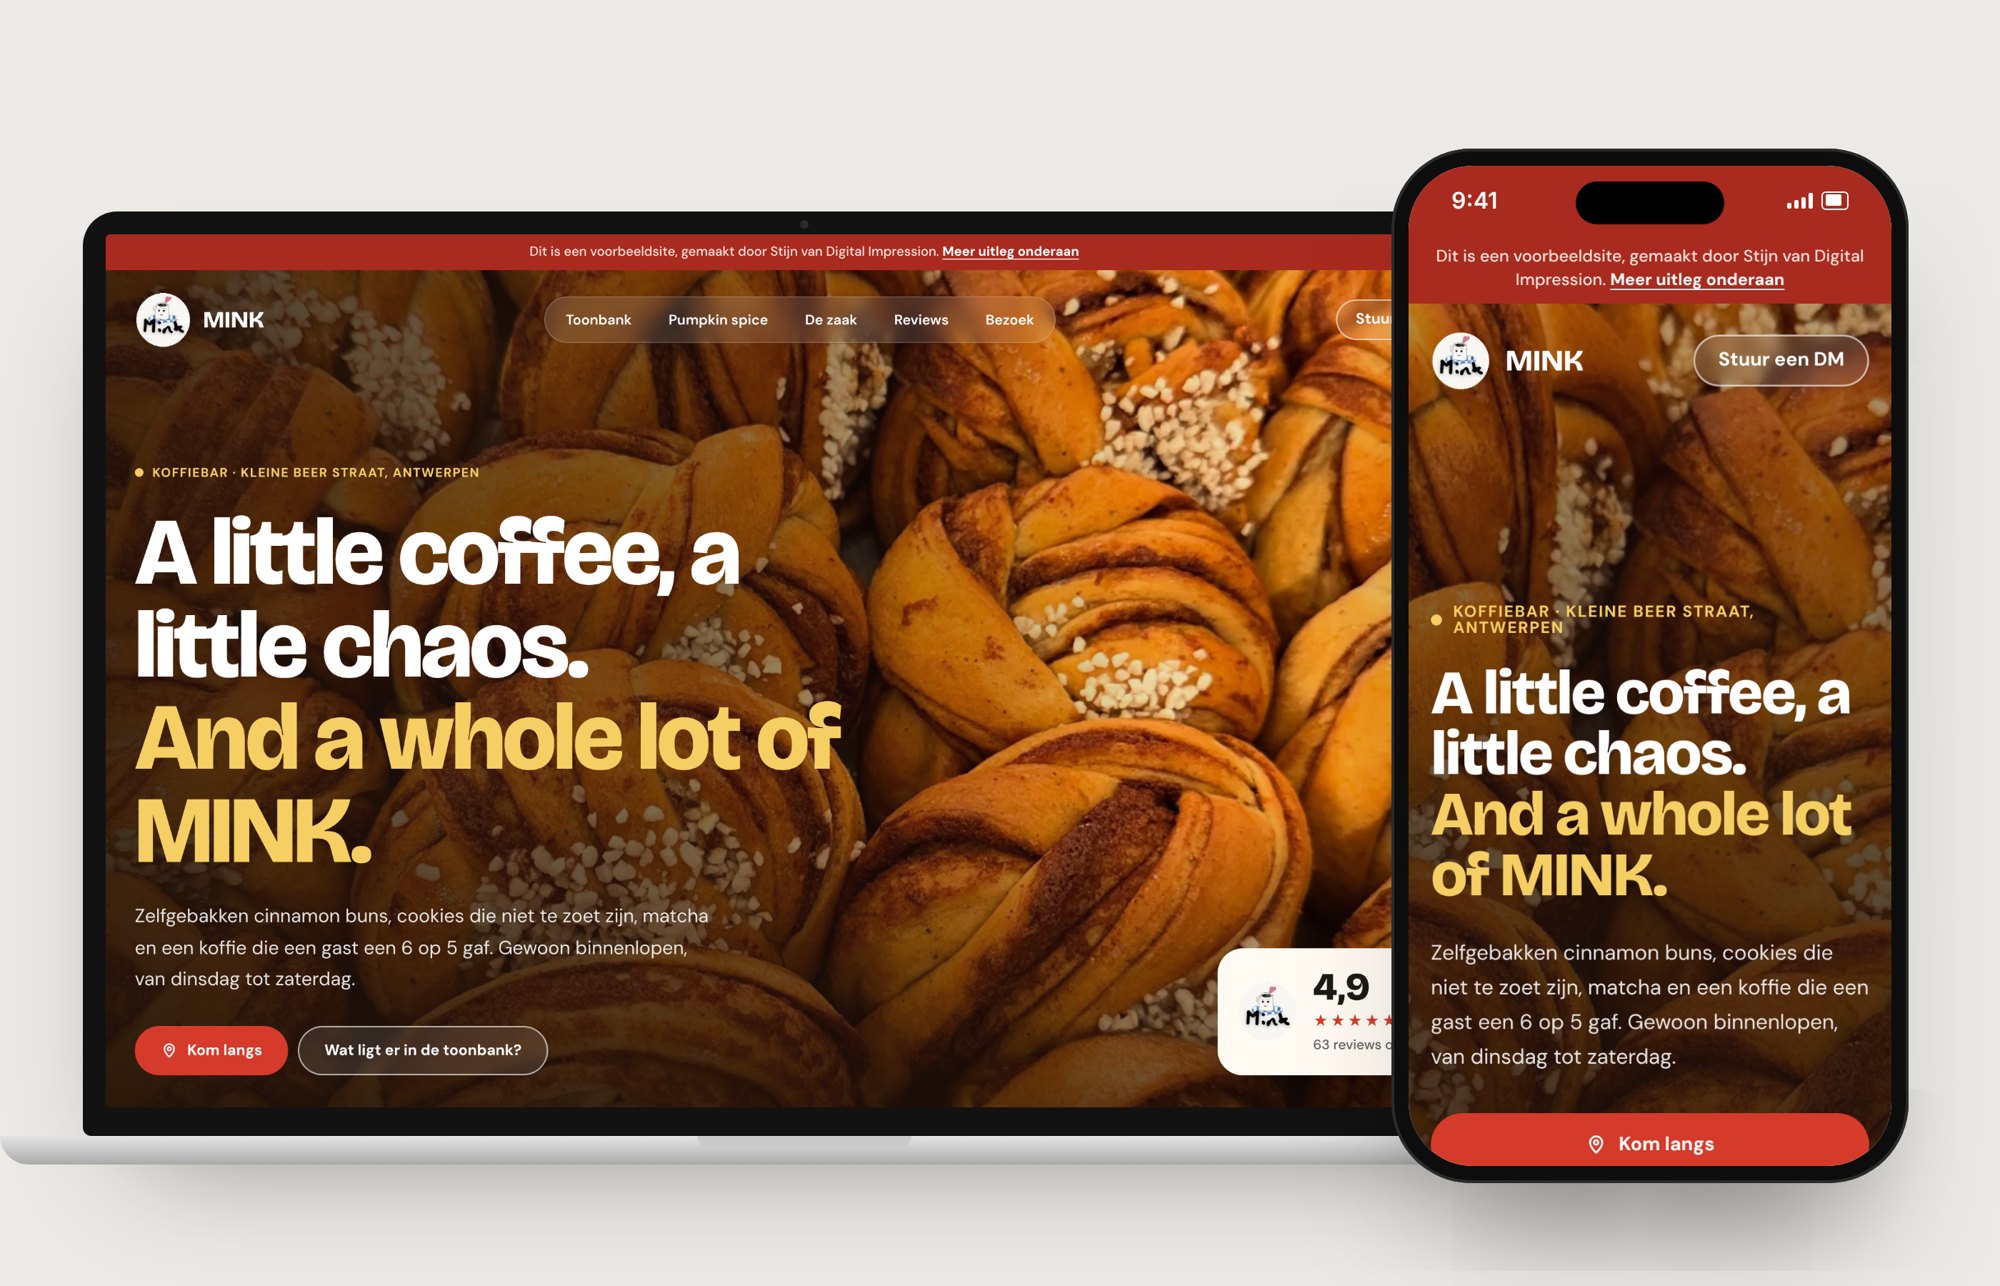 Dit is een voorbeeldsite, gemaakt door Stijn van Digital Impression. Meer uitleg onderaan
Mink
MINK
Toonbank
Pumpkin spice
De zaak
Reviews
Bezoek
Stuur
KOFFIEBAR · KLEINE BEER STRAAT, ANTWERPEN
A little coffee, a
little chaos.
And a whole lot of
MINK.
Zelfgebakken cinnamon buns, cookies die niet te zoet zijn, matcha
en een koffie die een gast een 6 op 5 gaf. Gewoon binnenlopen,
van dinsdag tot zaterdag.
Kom langs
Wat ligt er in de toonbank?
Mink
4,9
★★★★★
63 reviews
9:41
Dit is een voorbeeldsite, gemaakt door Stijn van Digital
Impression. Meer uitleg onderaan
Mink
MINK
Stuur een DM
KOFFIEBAR · KLEINE BEER STRAAT,
ANTWERPEN
A little coffee, a
little chaos.
And a whole lot
of MINK.
Zelfgebakken cinnamon buns, cookies die
niet te zoet zijn, matcha en een koffie die een
gast een 6 op 5 gaf. Gewoon binnenlopen,
van dinsdag tot zaterdag.
Kom langs